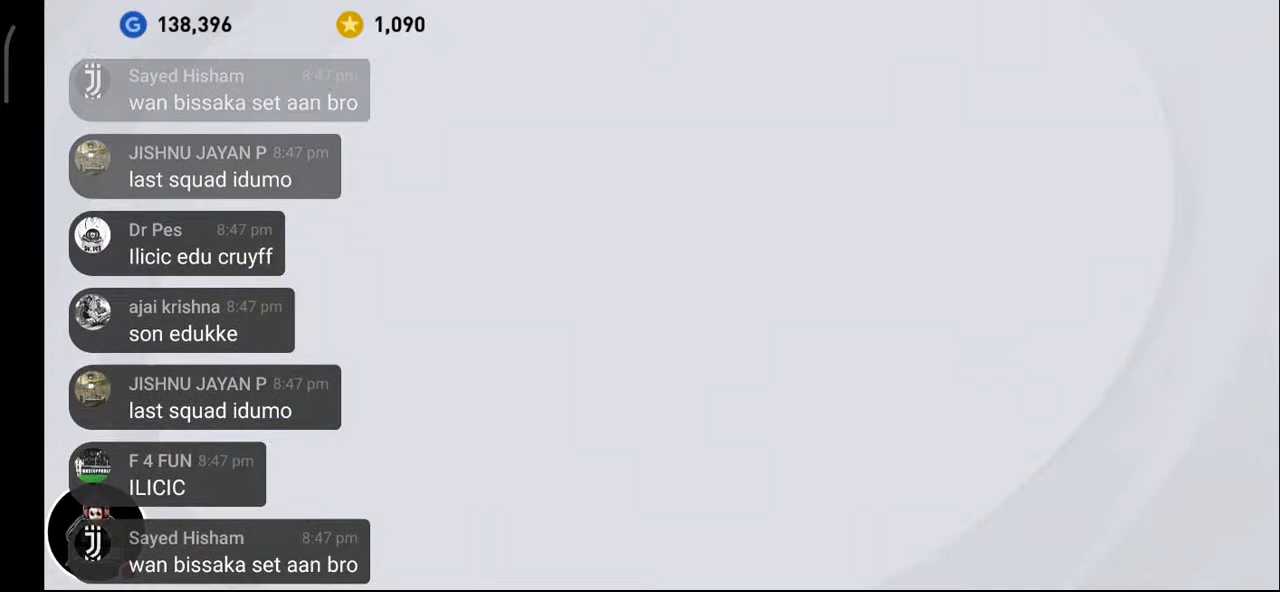 G 138,396 1,090
Sayed Hisham 8:47 pm
wan bissaka set aan bro
JISHNU JAYAN P 8:47 pm
last squad idumo
Dr Pes 8:47 pm
Ilicic edu cruyff
ajai krishna 8:47 pm
son edukke
JISHNU JAYAN P 8:47 pm
last squad idumo
F 4 FUN 8:47 pm
ILICIC
Sayed Hisham 8:47 pm
wan bissaka set aan bro